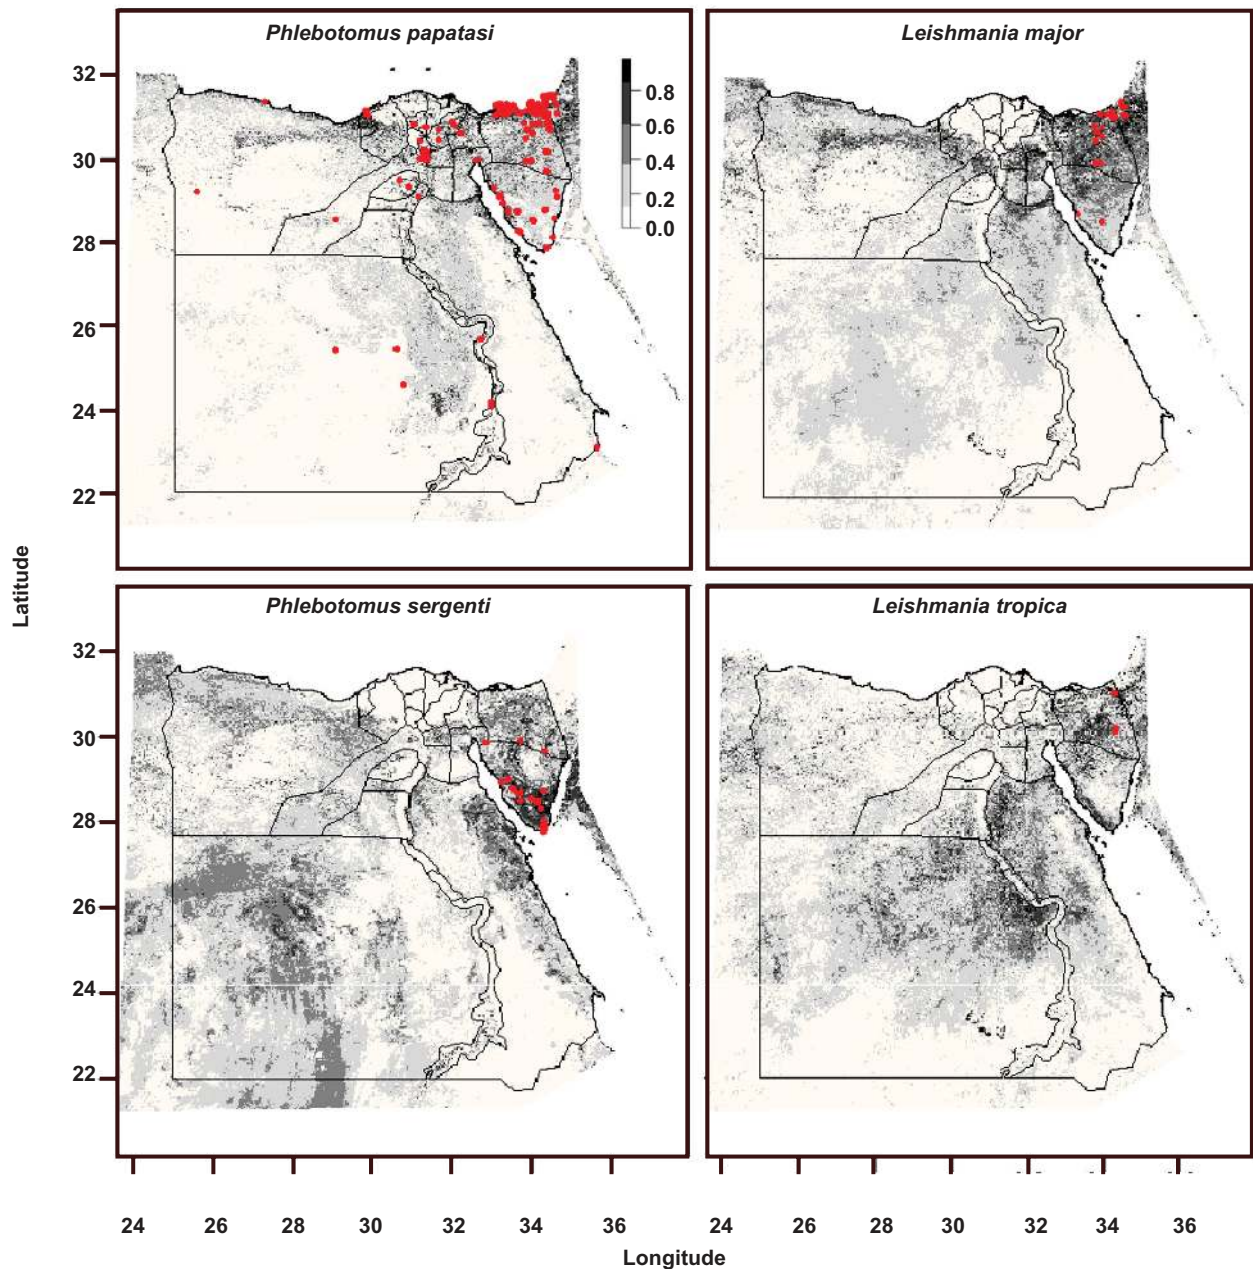 Phlebotomus papatasi
Leishmania major
32
30
28
26
24
22
0.8
0.6
0.4
0.2
0.0
Latitude
Phlebotomus sergenti
Leishmania tropica
32
30
28
26
24
22
24 26 28 30 32 34 36 24 26 28 30 32 34 36
Longitude